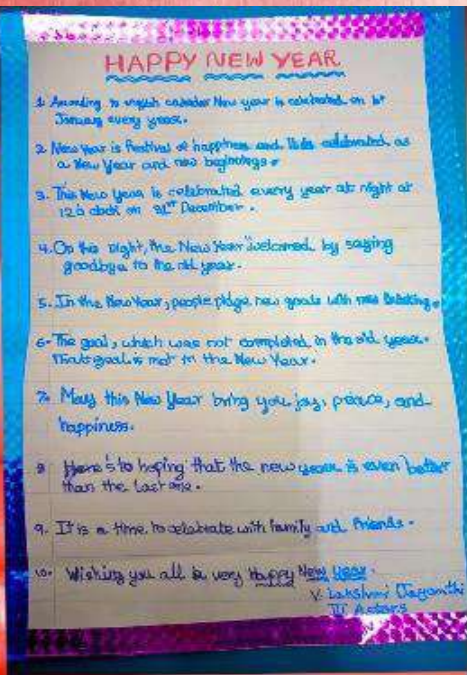 HAPPY NEW YEAR
1. According to english calender New year is celebrated on 1st
January every year.
2. New Year is Festival of happiness and It is celebrated as
a New Year and new beginnings.
3. This New Year is celebrated every year at night at
12 o'clock on 31st December.
4. On this night, the New Year welcomed by saying
goodbye to the old year.
5. In the New Year, people pldge new goals with new
6. The goal, which was not completed in the old year.
that goal is met in the New Year.
7. May this New Year bring you joy, peace, and
happiness.
8 Here's to hoping that the new year is even better
than the last one.
9. It is a time to celebrate with family and friends.
10. Wishing you all a very Happy New Year.
V. Lakshmi